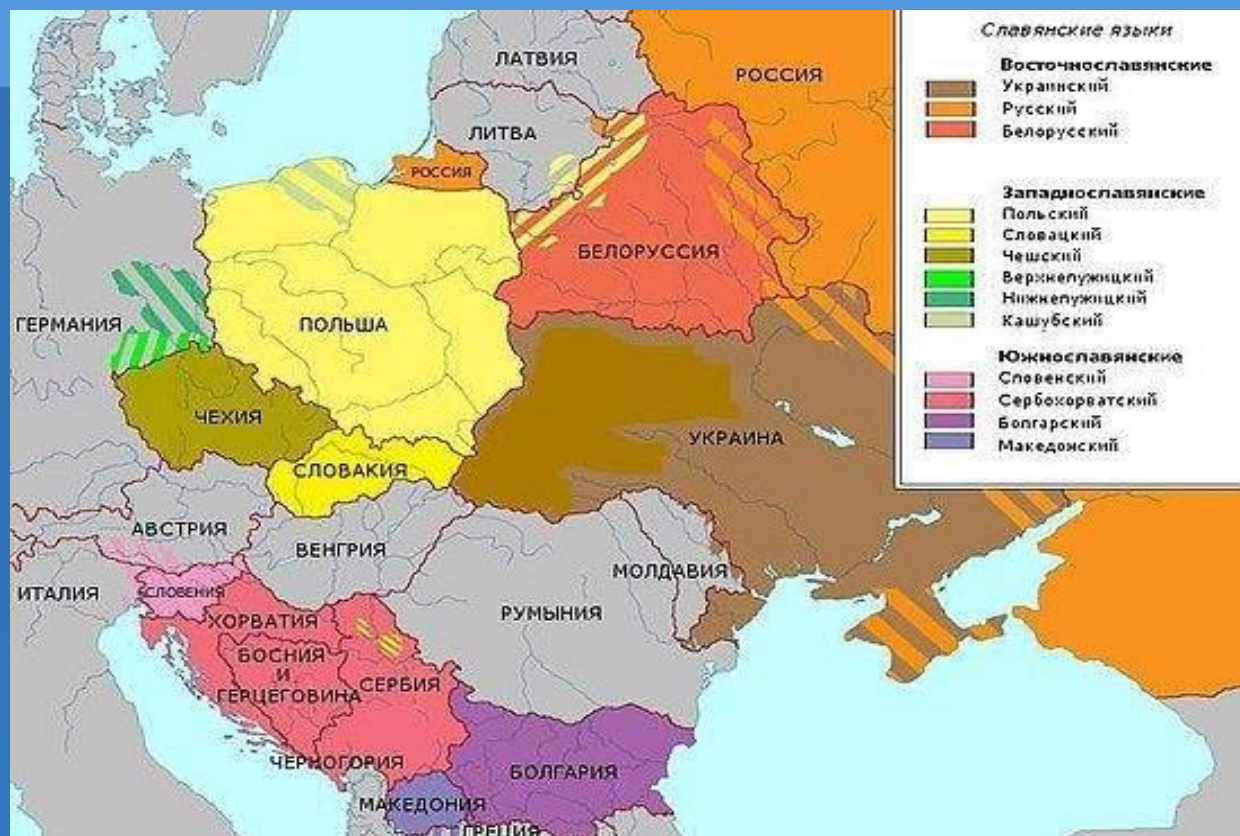 Славянские языки
Восточнославянские
Украинский
Русский
Белорусский
Западнославянские
Польский
Словацкий
Чешский
Верхнелужицкий
Нижнелужицкий
Кашубский
Южнославянские
Словенский
Сербохорватский
Болгарский
Македонский
ЛАТВИЯ
РОССИЯ
ЛИТВА
РОССИЯ
БЕЛОРУССИЯ
ГЕРМАНИЯ
ПОЛЬША
ЧЕХИЯ
УКРАИНА
СЛОВАКИЯ
АВСТРИЯ
ВЕНГРИЯ
МОЛДАВИЯ
ИТАЛИЯ
СЛОВЕНИЯ
РУМЫНИЯ
ХОРВАТИЯ
БОСНИЯ
И
ГЕРЦЕГОВИНА
СЕРБИЯ
ЧЕРНОГОРИЯ
БОЛГАРИЯ
МАКЕДОНИЯ
ГРЕЦИЯ